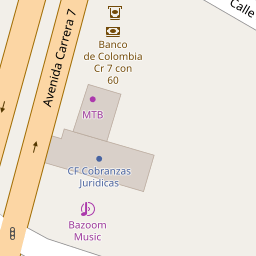 Calle
Avenida Carrera 7
Banco
de Colombia
Cr 7 con
60
MTB
CF Cobranzas
Juridicas
Bazoom
Music